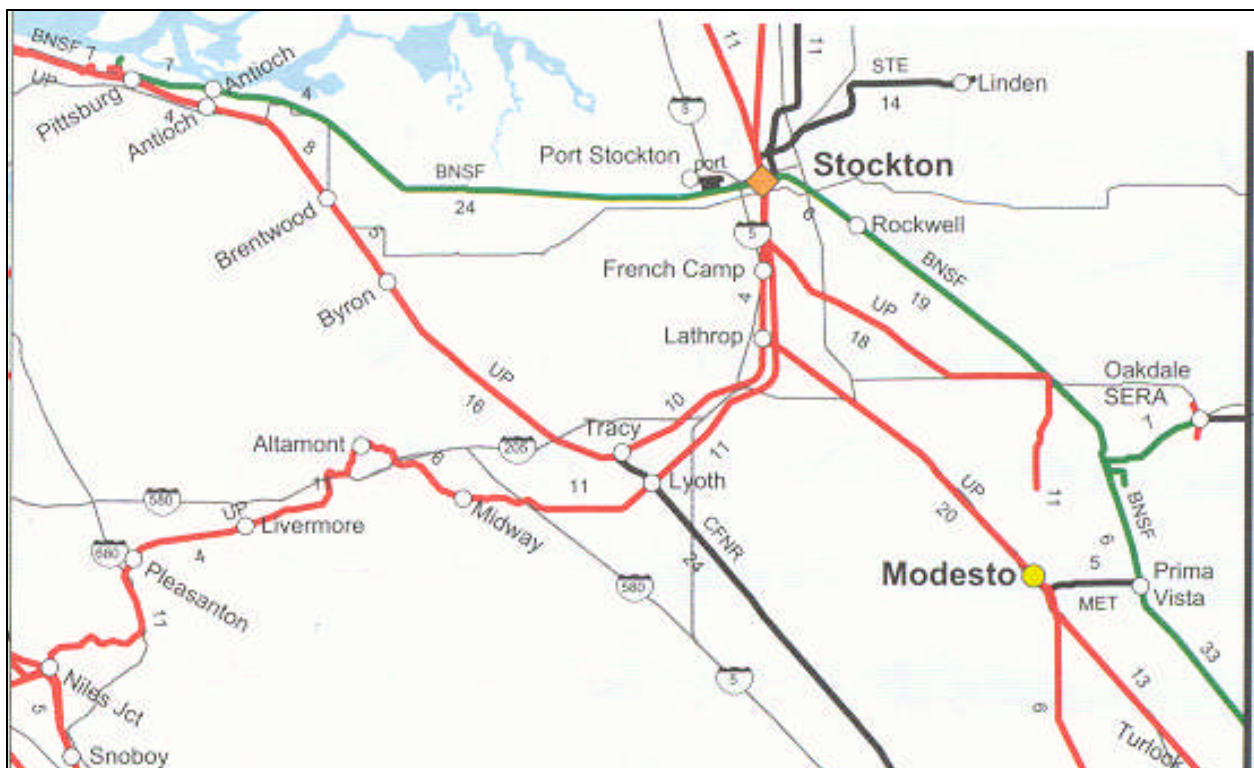 BNSF 7
UP
7
Antioch
Pittsburg
4
Antioch
4
8
BNSF
24
Port Stockton
port
5
11
11
STE
14
Linden
Stockton
6
Rockwell
Brentwood
5
5
French Camp
BNSF
19
Byron
4
UP
18
Lathrop
Oakdale
SERA
7
UP
16
10
Altamont
205
Tracy
11
6
Lyoth
11
11
580
UP
Livermore
Midway
CFNR
24
UP
20
11
BNSF
6
680
4
Pleasanton
580
Modesto
5
MET
Prima
Vista
11
33
Niles Jct
5
5
13
6
Turlock
Snoboy